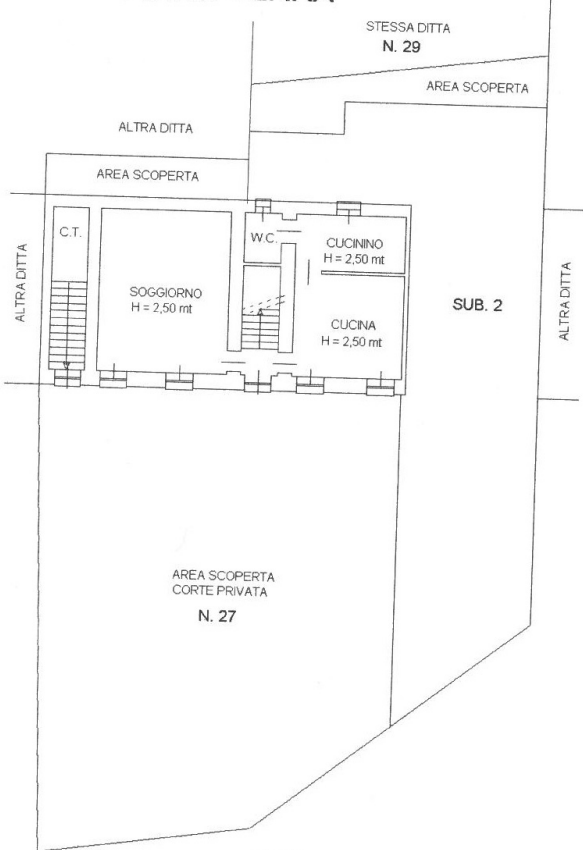 STESSA DITTA
N. 29
AREA SCOPERTA
ALTRA DITTA
AREA SCOPERTA
C.T.
W.C.
CUCININO
H = 2,50 mt
SOGGIORNO
H = 2,50 mt
CUCINA
H = 2,50 mt
ALTRA DITTA
SUB. 2
ALTRA DITTA
AREA SCOPERTA
CORTE PRIVATA
N. 27